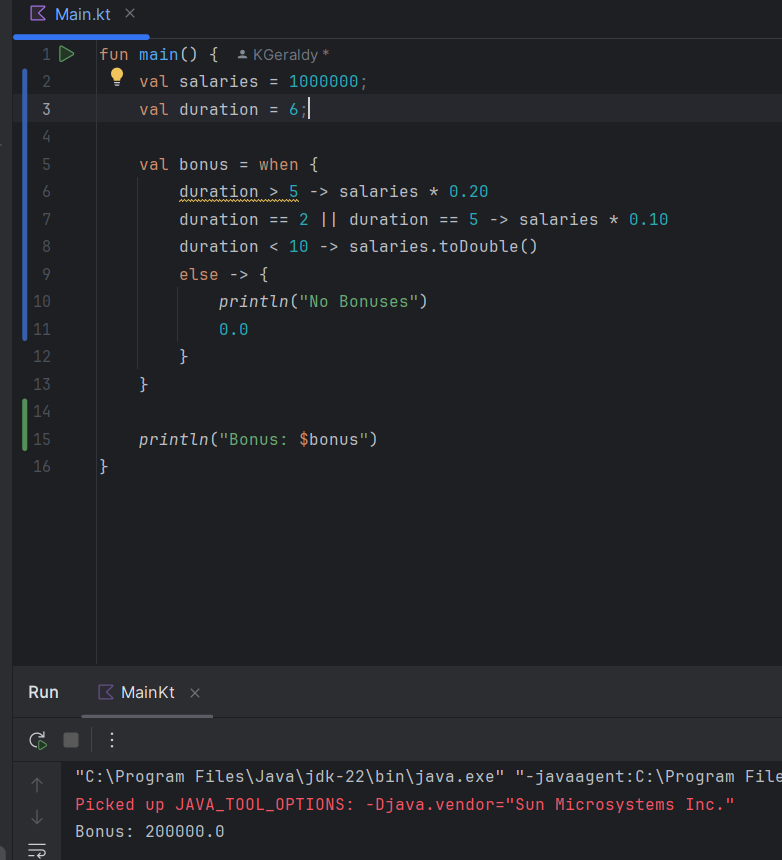 Main.kt
1 fun main() { KGeraldy *
2 val salaries = 1000000;
3 val duration = 6;
4
5 val bonus = when {
6 duration > 5 -> salaries * 0.20
7 duration == 2 || duration == 5 -> salaries * 0.10
8 duration < 10 -> salaries.toDouble()
9 else -> {
10 println("No Bonuses")
11 0.0
12 }
13 }
14
15 println("Bonus: $bonus")
16 }
Run MainKt
"C:\Program Files\Java\jdk-22\bin\java.exe" "-javaagent:C:\Program File
Picked up JAVA_TOOL_OPTIONS: -Djava.vendor="Sun Microsystems Inc."
Bonus: 200000.0